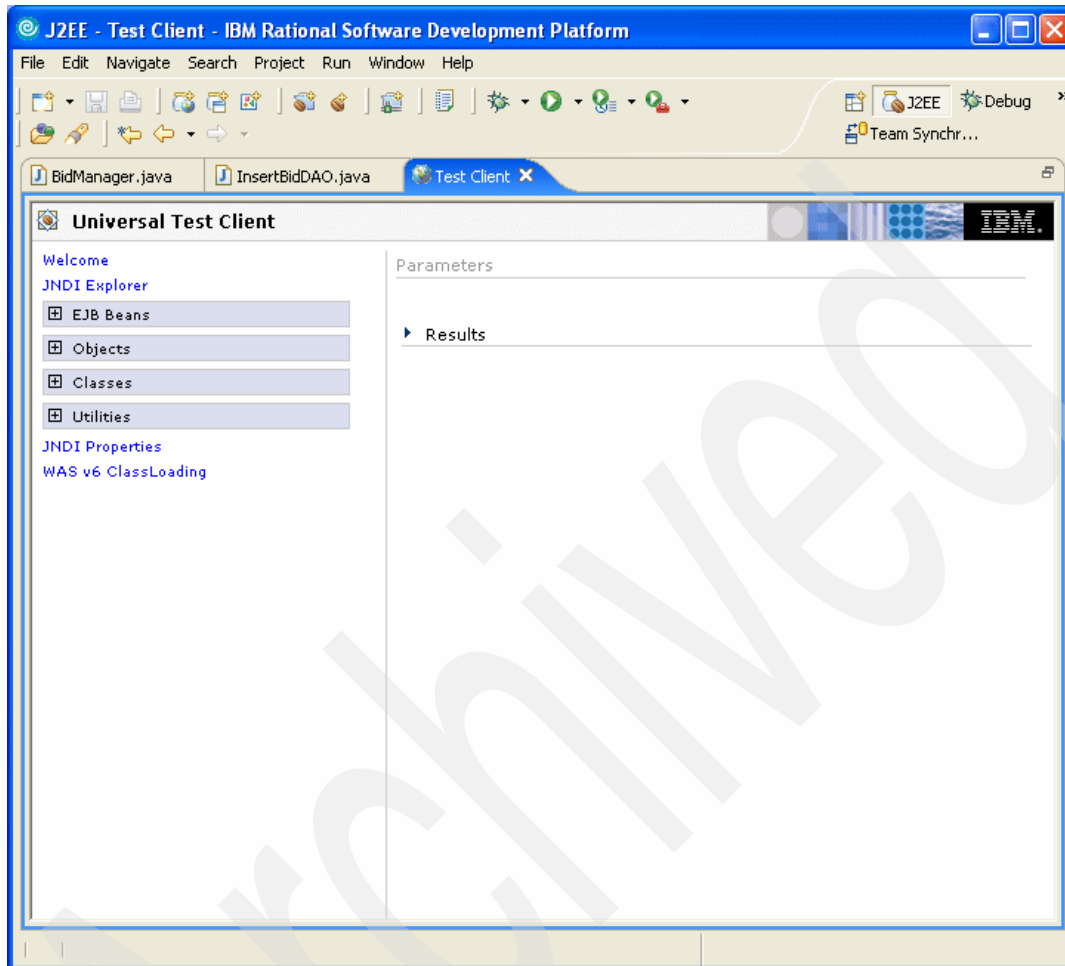 J2EE - Test Client - IBM Rational Software Development Platform
File Edit Navigate Search Project Run Window Help
J2EE Debug
Team Synchr...
BidManager.java InsertBidDAO.java Test Client
Universal Test Client
IBM.
Welcome
JNDI Explorer
EJB Beans
Objects
Classes
Utilities
JNDI Properties
WAS v6 ClassLoading
Parameters
Results
Archived